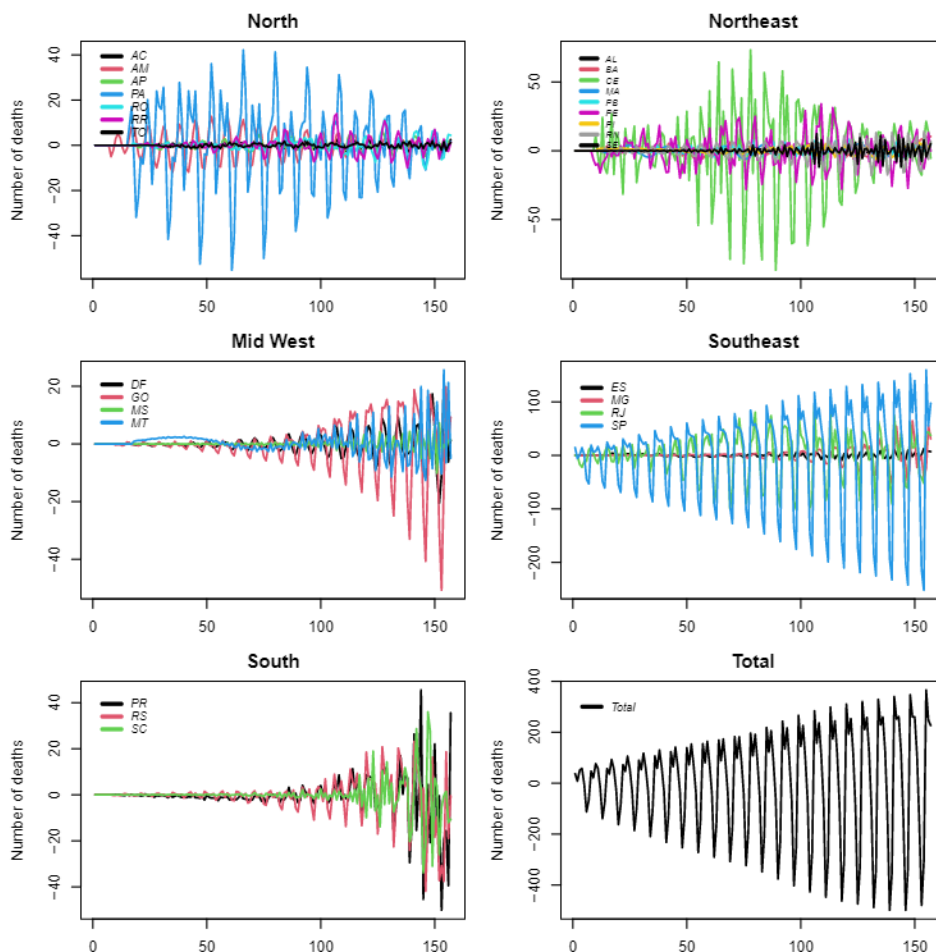 North
Number of deaths
40
20
0
−20
−40
AC
AM
AP
PA
RO
RR
TO
0 50 100 150
Northeast
Number of deaths
50
0
−50
AL
BA
CE
MA
PB
PE
PI
RN
SE
0 50 100 150
Mid West
Number of deaths
20
0
−20
−40
DF
GO
MS
MT
0 50 100 150
Southeast
Number of deaths
100
0
−100
−200
ES
MG
RJ
SP
0 50 100 150
South
Number of deaths
40
20
0
−20
−40
PR
RS
SC
0 50 100 150
Total
Number of deaths
400
200
0
−200
−400
Total
0 50 100 150